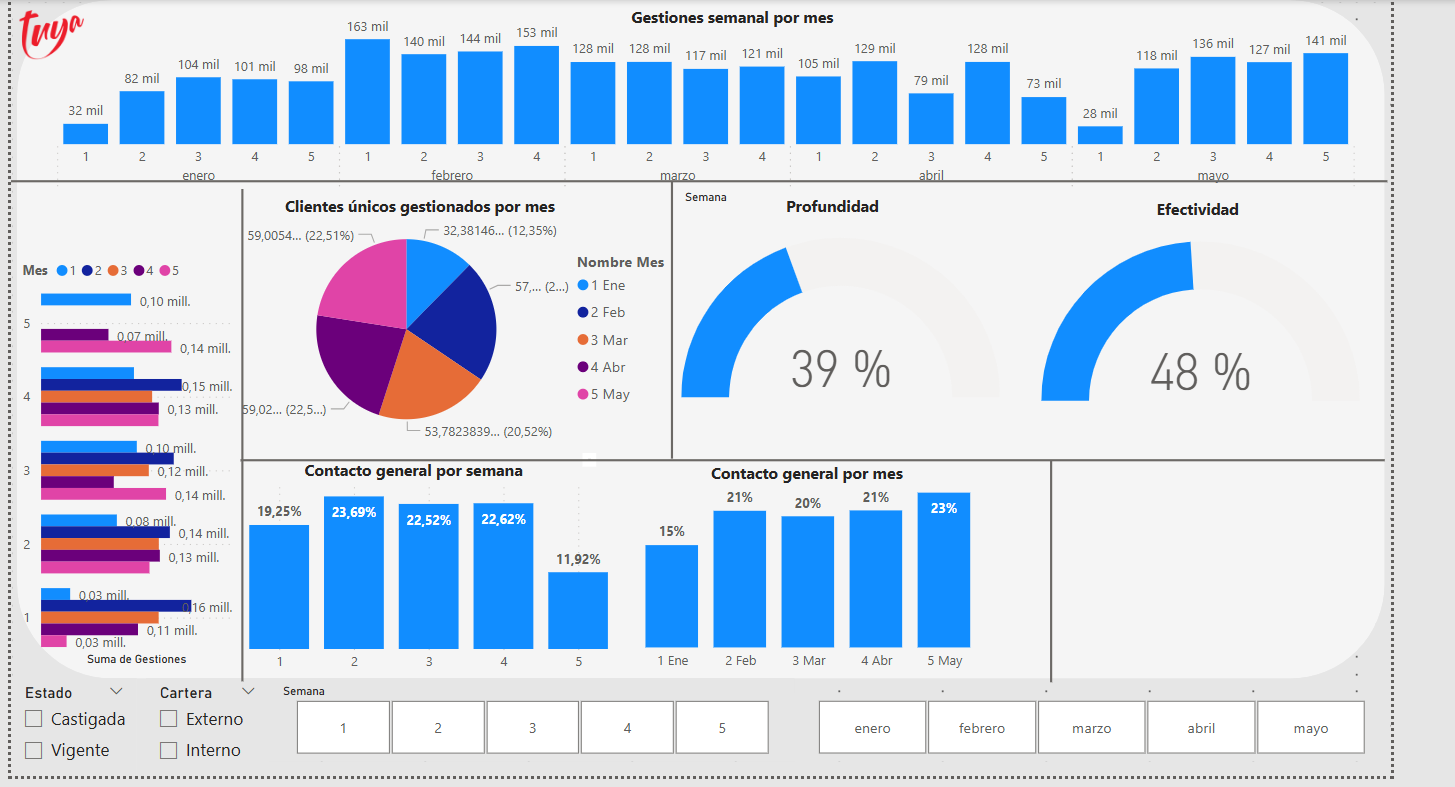 tuya
Gestiones semanal por mes
32 mil 82 mil 104 mil 101 mil 98 mil 163 mil 140 mil 144 mil 153 mil 128 mil 128 mil 117 mil 121 mil 105 mil 129 mil 79 mil 128 mil 73 mil 28 mil 118 mil 136 mil 127 mil 141 mil
1 2 3 4 5 1 2 3 4 1 2 3 4 1 2 3 4 5 1 2 3 4 5
enero febrero marzo abril mayo
Mes 1 2 3 4 5
0,10 mill.
5
0,07 mill.
0,14 mill.
0,15 mill.
4
0,13 mill.
0,10 mill.
3
0,12 mill.
0,14 mill.
0,08 mill.
0,14 mill.
2
0,13 mill.
0,03 mill.
0,16 mill.
1
0,11 mill.
0,03 mill.
Suma de Gestiones
Clientes únicos gestionados por mes
59,0054... (22,51%)
32,38146... (12,35%)
57,... (2...)
59,02... (22,5...)
53,7823839... (20,52%)
Nombre Mes
1 Ene
2 Feb
3 Mar
4 Abr
5 May
Semana
Profundidad
39 %
Efectividad
48 %
Contacto general por semana
19,25% 23,69% 22,52% 22,62% 11,92%
1 2 3 4 5
Contacto general por mes
15% 21% 20% 21% 23%
1 Ene 2 Feb 3 Mar 4 Abr 5 May
Estado
Castigada
Vigente
Cartera
Externo
Interno
Semana
1 2 3 4 5
enero febrero marzo abril mayo